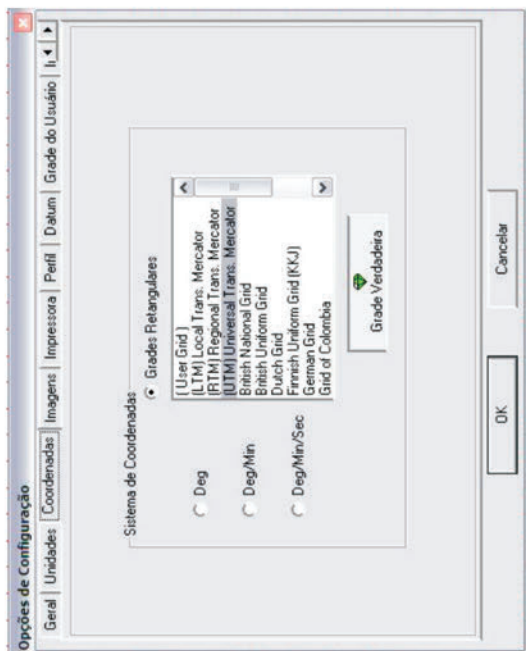 Opções de Configuração
Geral Unidades Coordenadas Imagens Impressora Perfil Datum Grade do Usuário
Sistema de Coordenadas
Deg
Deg/Min
Deg/Min/Sec
Grades Retangulares
( User Grid )
(LTM) Local Trans. Mercator
(RTM) Regional Trans. Mercator
(UTM) Universal Trans. Mercator
British National Grid
British Uniform Grid
Dutch Grid
Finnish Uniform Grid (KKJ)
German Grid
Grid of Colombia
Grade Verdadeira
OK Cancelar